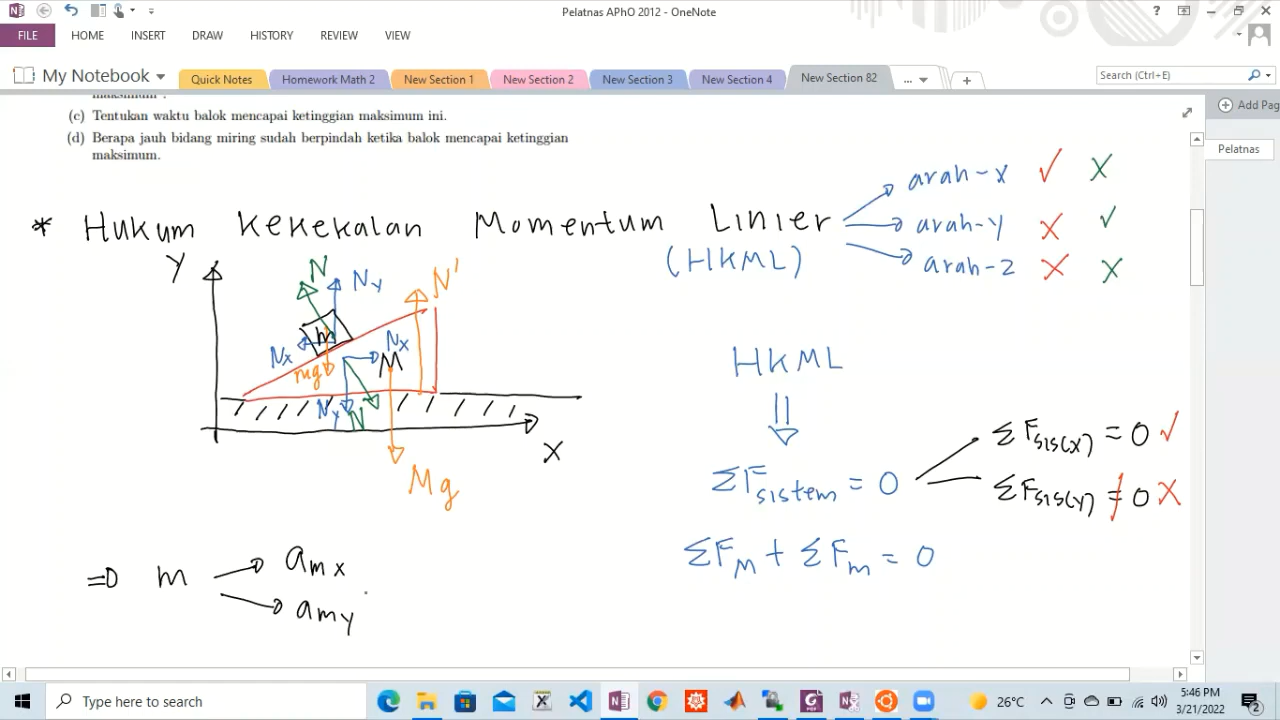 Pelatnas APhO 2012 - OneNote
FILE HOME INSERT DRAW HISTORY REVIEW VIEW
My Notebook Quick Notes Homework Math 2 New Section 1 New Section 2 New Section 3 New Section 4 New Section 82 ... Search (Ctrl+E)
Add Pag
Pelatnas
maksimum .
(c) Tentukan waktu balok mencapai ketinggian maksimum ini.
(d) Berapa jauh bidang miring sudah berpindah ketika balok mencapai ketinggian
maksimum.
* Hukum Kekekalan Momentum Linier
(HKML)
arah-x ✓ X
arah-y X ✓
arah-z X X
Y
N
Ny
N'
m
Nx
Nx
M
mg
Ny
N
X
Mg
HKML
⇓
ΣFsistem = 0
ΣFsis(x) = 0 ✓
ΣFsis(y) ≠ 0 X
ΣFM + ΣFm = 0
⇒ m
amx
amy
Type here to search
26°C
5:46 PM
3/21/2022
2